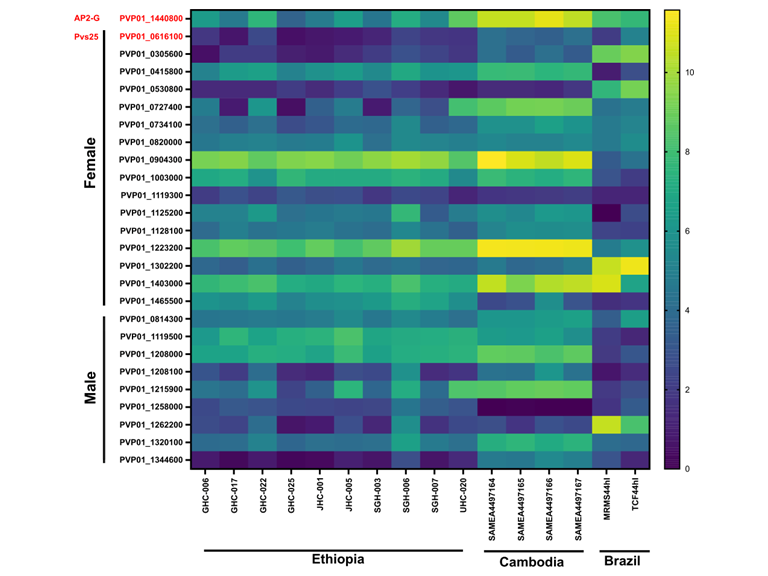 AP2-G PVP01_1440800
Pvs25 PVP01_0616100
PVP01_0305600
PVP01_0415800
PVP01_0530800
PVP01_0727400
PVP01_0734100
PVP01_0820000
PVP01_0904300
PVP01_1003000
PVP01_1119300
PVP01_1125200
PVP01_1128100
PVP01_1223200
PVP01_1302200
PVP01_1403000
PVP01_1465500
Female
PVP01_0814300
PVP01_1119500
PVP01_1208000
PVP01_1208100
PVP01_1215900
PVP01_1258000
PVP01_1262200
PVP01_1320100
PVP01_1344600
Male
10
8
6
4
2
0
GHC-006
GHC-017
GHC-022
GHC-025
JHC-001
JHC-005
SGH-003
SGH-006
SGH-007
UHC-020
SAMEA4497164
SAMEA4497165
SAMEA4497166
SAMEA4497167
MRMS44hl
TCF44hl
Ethiopia
Cambodia
Brazil